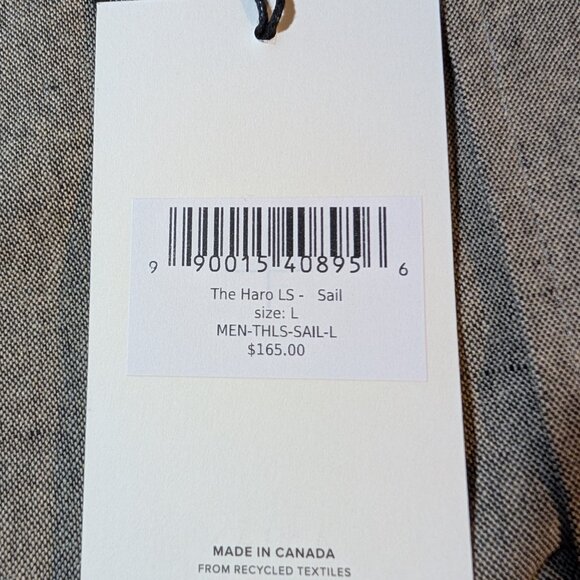 9 90015 40895 6
The Haro LS - Sail
size: L
MEN-THLS-SAIL-L
$165.00
MADE IN CANADA
FROM RECYCLED TEXTILES